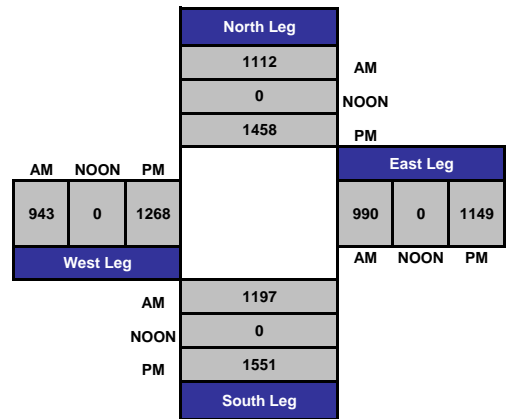 North Leg
1112 AM
0 NOON
1458 PM
AM NOON PM
East Leg
943 0 1268
990 0 1149
West Leg
AM NOON PM
AM 1197
NOON 0
PM 1551
South Leg